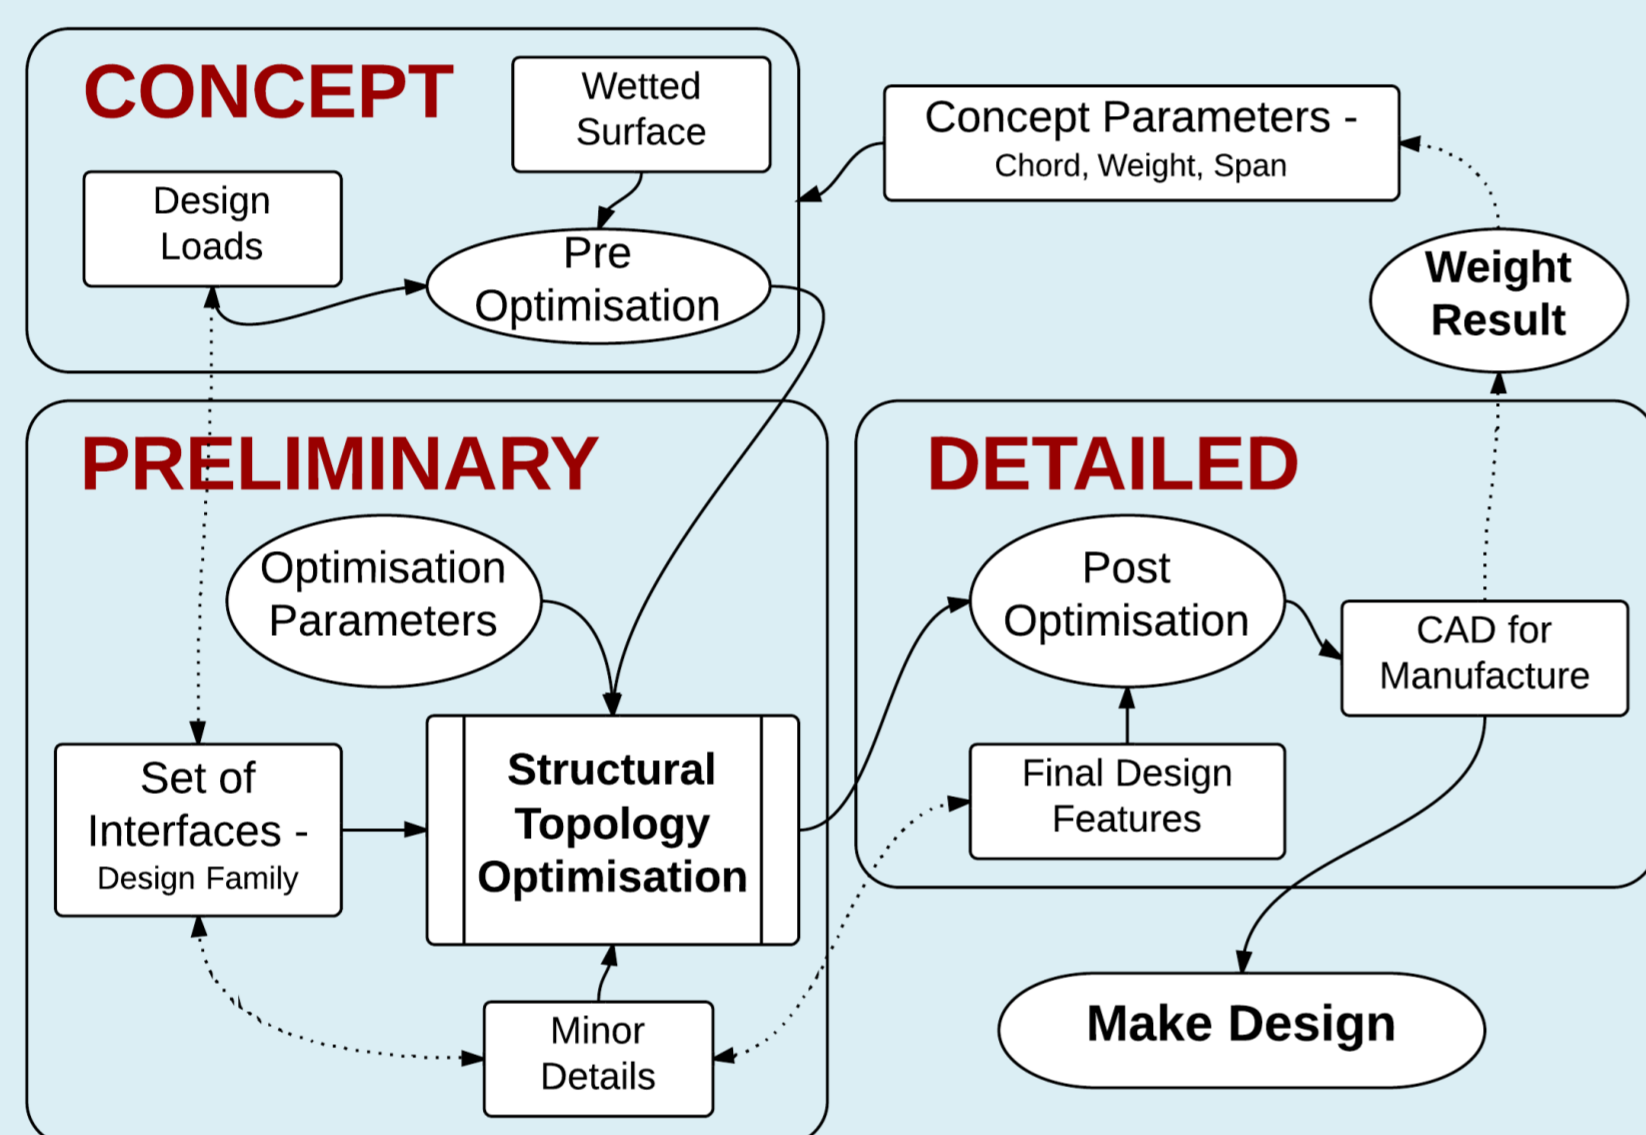 CONCEPT
Wetted
Surface
Design
Loads
Pre
Optimisation
Concept Parameters -
Chord, Weight, Span
Weight
Result
PRELIMINARY
Optimisation
Parameters
Set of
Interfaces -
Design Family
Structural
Topology
Optimisation
Minor
Details
DETAILED
Post
Optimisation
CAD for
Manufacture
Final Design
Features
Make Design